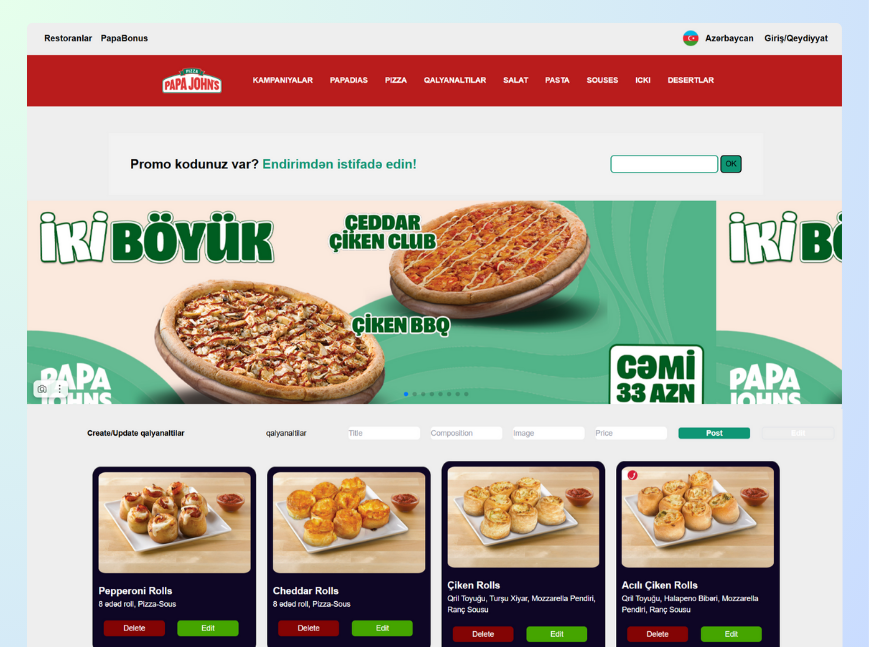 Restoranlar PapaBonus Azərbaycan Giriş/Qeydiyyat
PIZZA
PAPA JOHNS
KAMPANIYALAR PAPADIAS PIZZA QALYANALTILAR SALAT PASTA SOUSES ICKI DESERTLAR
Promo kodunuz var? Endirimdən istifadə edin! OK
İKİ BÖYÜK
ÇEDDAR
ÇİKEN CLUB
ÇİKEN BBQ
CƏMİ
33 AZN
PAPA
JOHNS
İKİ BÖ
PAPA
JOHNS
Create/Update qalyanaltilar qalyanaltilar Title Composition Image Price Post Edit
Pepperoni Rolls
8 ədəd roll, Pizza-Sous
Delete Edit
Cheddar Rolls
8 ədəd roll, Pizza-Sous
Delete Edit
Çiken Rolls
Qril Toyuğu, Turşu Xiyar, Mozzarella Pendiri,
Ranç Sousu
Delete Edit
Acılı Çiken Rolls
Qril Toyuğu, Halapeno Bibəri, Mozzarella
Pendiri, Ranç Sousu
Delete Edit